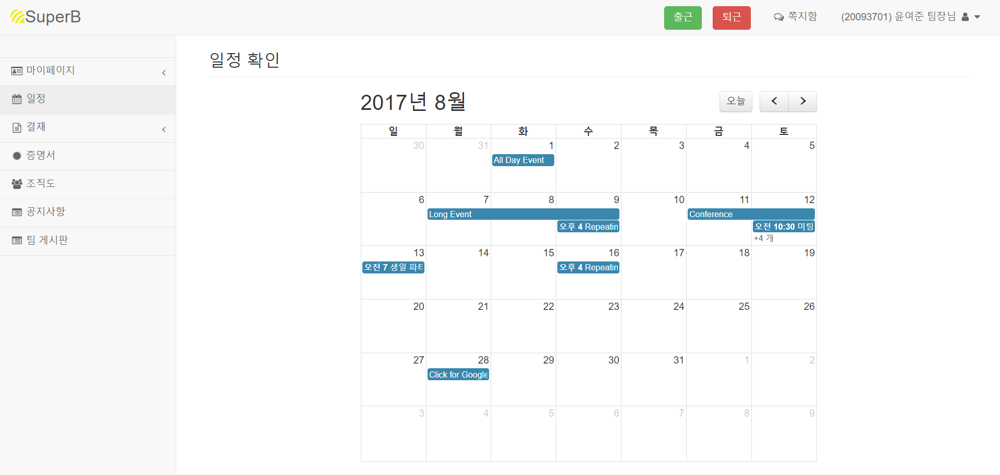 SuperB
출근 퇴근 쪽지함 (20093701) 윤여준 팀장님
마이페이지
일정
결재
증명서
조직도
공지사항
팀 게시판
일정 확인
2017년 8월
오늘
일 월 화 수 목 금 토
30 31 1 2 3 4 5
All Day Event
6 7 8 9 10 11 12
Long Event Conference
오후 4 Repeatin 오전 10:30 미팅
+4 개
13 14 15 16 17 18 19
오전 7 생일 파티 오후 4 Repeatin
20 21 22 23 24 25 26
27 28 29 30 31 1 2
Click for Google
3 4 5 6 7 8 9